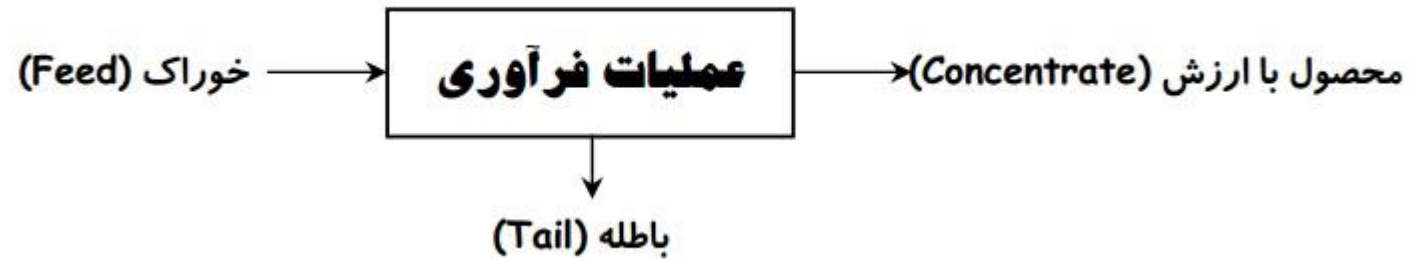 خوراک (Feed)
عملیات فرآوری
محصول با ارزش (Concentrate)
باطله (Tail)